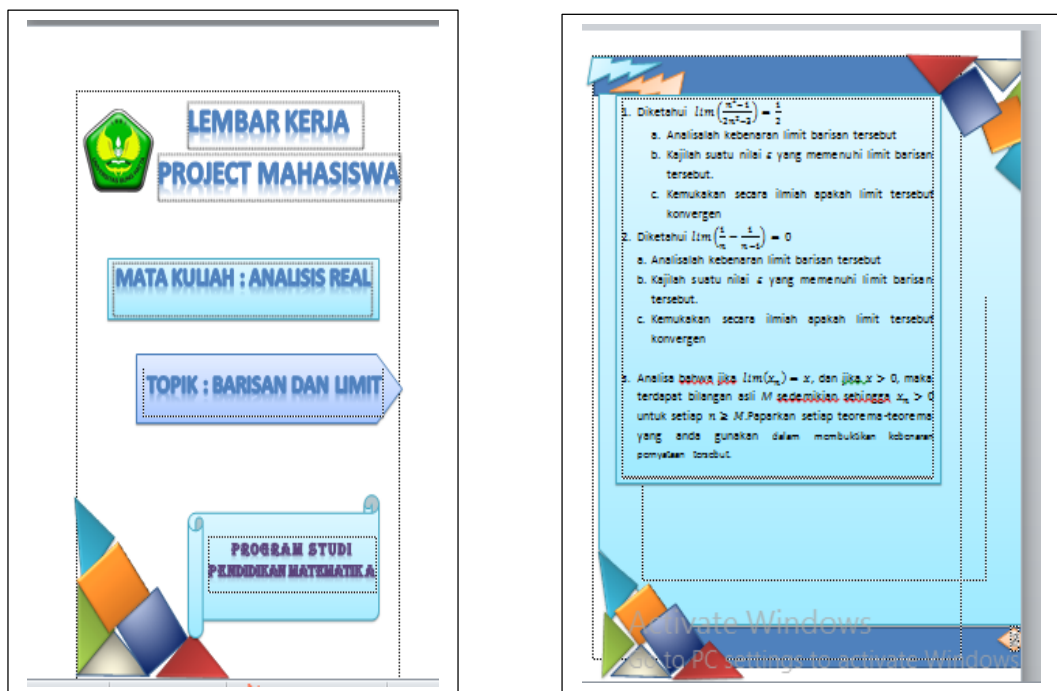 LEMBAR KERJA
PROJECT MAHASISWA
MATA KULIAH : ANALISIS REAL
TOPIK : BARISAN DAN LIMIT
PROGRAM STUDI
PENDIDIKAN MATEMATIKA
1. Diketahui lim((n²−1)/(2n²−3)) = 1/2
a. Analisalah kebenaran limit barisan tersebut
b. Kajilah suatu nilai ε yang memenuhi limit barisan
tersebut.
c. Kemukakan secara ilmiah apakah limit tersebut
konvergen
2. Diketahui lim(1/n − 1/(n−1)) = 0
a. Analisalah kebenaran limit barisan tersebut
b. Kajilah suatu nilai ε yang memenuhi limit barisan
tersebut.
c. Kemukakan secara ilmiah apakah limit tersebut
konvergen
3. Analisa bahwa jika lim(xₙ) = x, dan jika x > 0, maka
terdapat bilangan asli M sedemikian sehingga xₙ > 0
untuk setiap n ≥ M.Paparkan setiap teorema-teorema
yang anda gunakan dalam membuktikan kebenaran
pernyataan tersebut.
Activate Windows
Go to PC settings to activate Windows